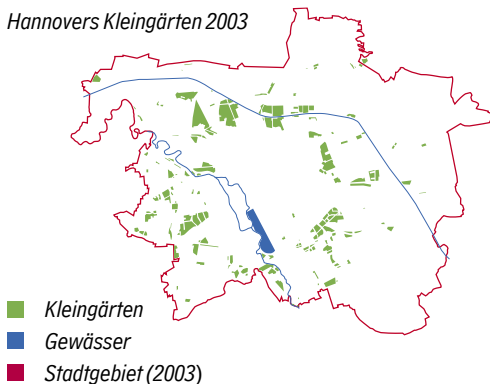 Hannovers Kleingärten 2003
Kleingärten
Gewässer
Stadtgebiet (2003)